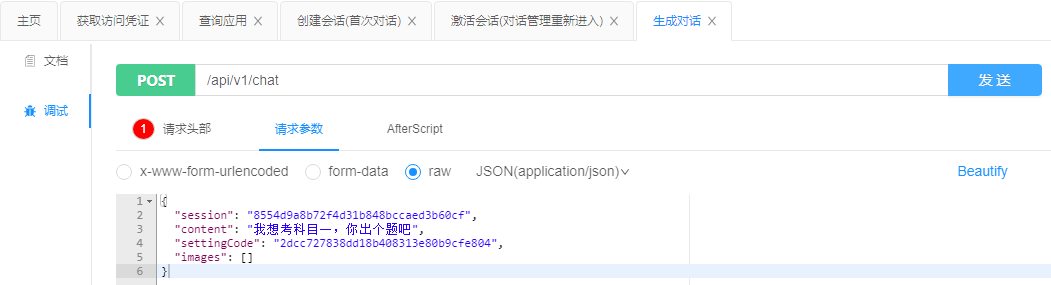 主页 获取访问凭证 × 查询应用 × 创建会话(首次对话) × 激活会话(对话管理重新进入) × 生成对话 ×
文档
调试
POST /api/v1/chat 发 送
1 请求头部 请求参数 AfterScript
x-www-form-urlencoded form-data raw JSON(application/json) Beautify
1 {
2 "session": "8554d9a8b72f4d31b848bccaed3b60cf",
3 "content": "我想考科目一，你出个题吧",
4 "settingCode": "2dcc727838dd18b408313e80b9cfe804",
5 "images": []
6 }